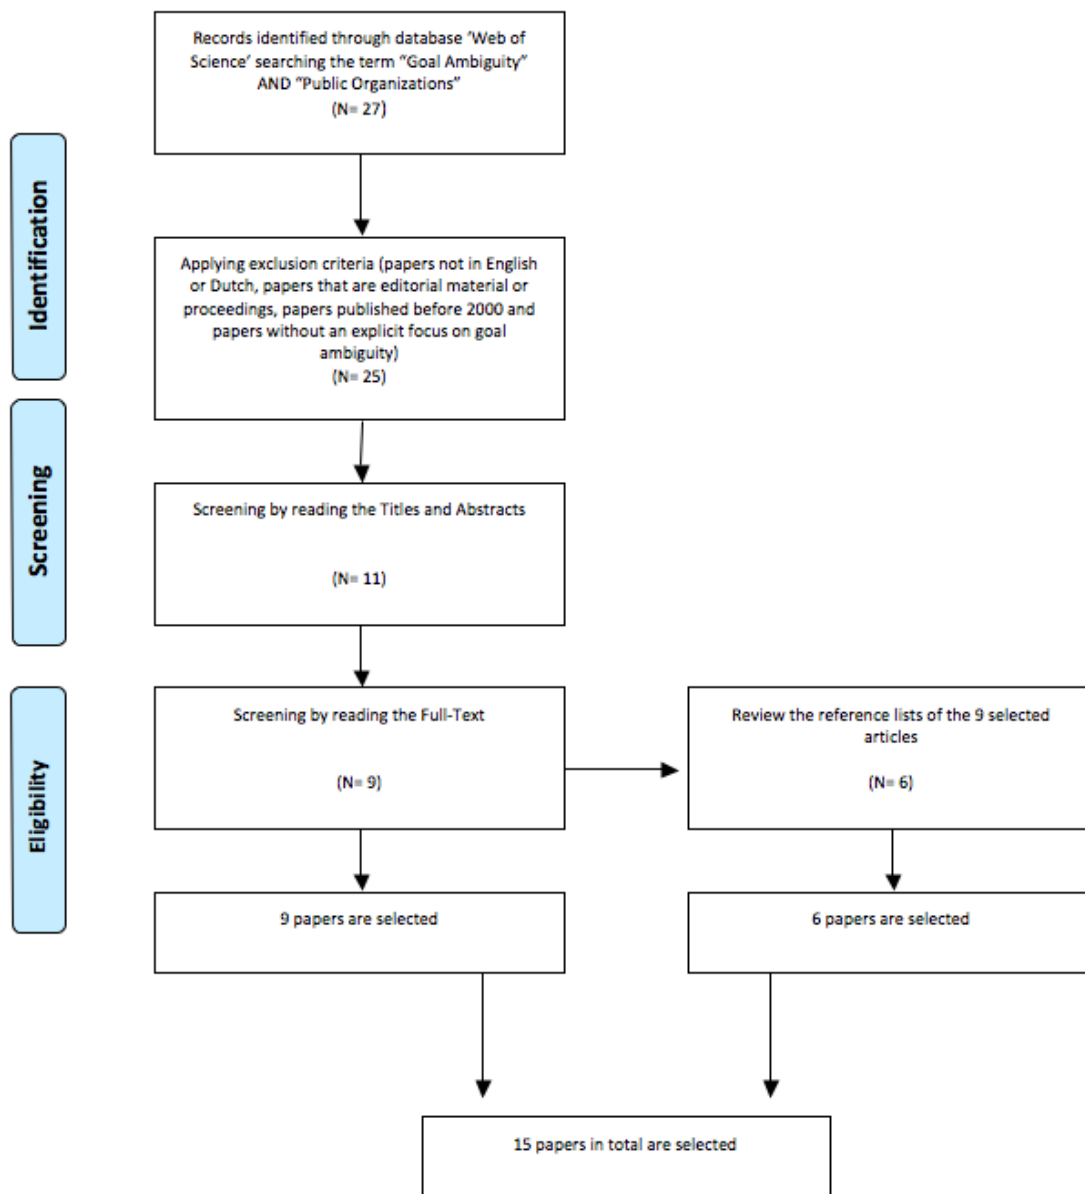 Records identified through database ‘Web of
Science’ searching the term “Goal Ambiguity”
AND “Public Organizations”
(N= 27)
Identification
Applying exclusion criteria (papers not in English
or Dutch, papers that are editorial material or
proceedings, papers published before 2000 and
papers without an explicit focus on goal
ambiguity)
(N= 25)
Screening
Screening by reading the Titles and Abstracts
(N= 11)
Eligibility
Screening by reading the Full-Text
(N= 9)
Review the reference lists of the 9 selected
articles
(N= 6)
9 papers are selected
6 papers are selected
15 papers in total are selected